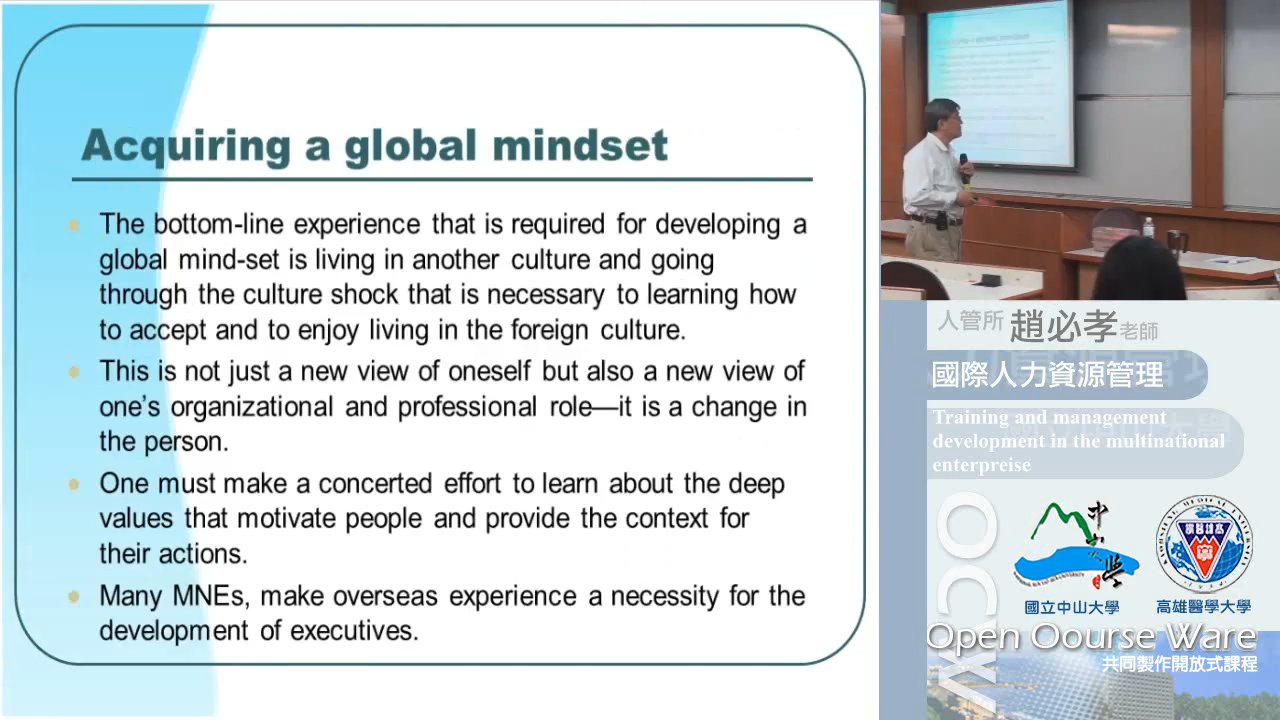 Acquiring a global mindset
The bottom-line experience that is required for developing a
global mind-set is living in another culture and going
through the culture shock that is necessary to learning how
to accept and to enjoy living in the foreign culture.
This is not just a new view of oneself but also a new view of
one's organizational and professional role—it is a change in
the person.
One must make a concerted effort to learn about the deep
values that motivate people and provide the context for
their actions.
Many MNEs, make overseas experience a necessity for the
development of executives.
人管所 趙必孝老師
國際人力資源管理
Training and management
development in the multinational
enterpreise
OCW
國立中山大學
高雄醫學大學
Open Oourse Ware
共同製作開放式課程